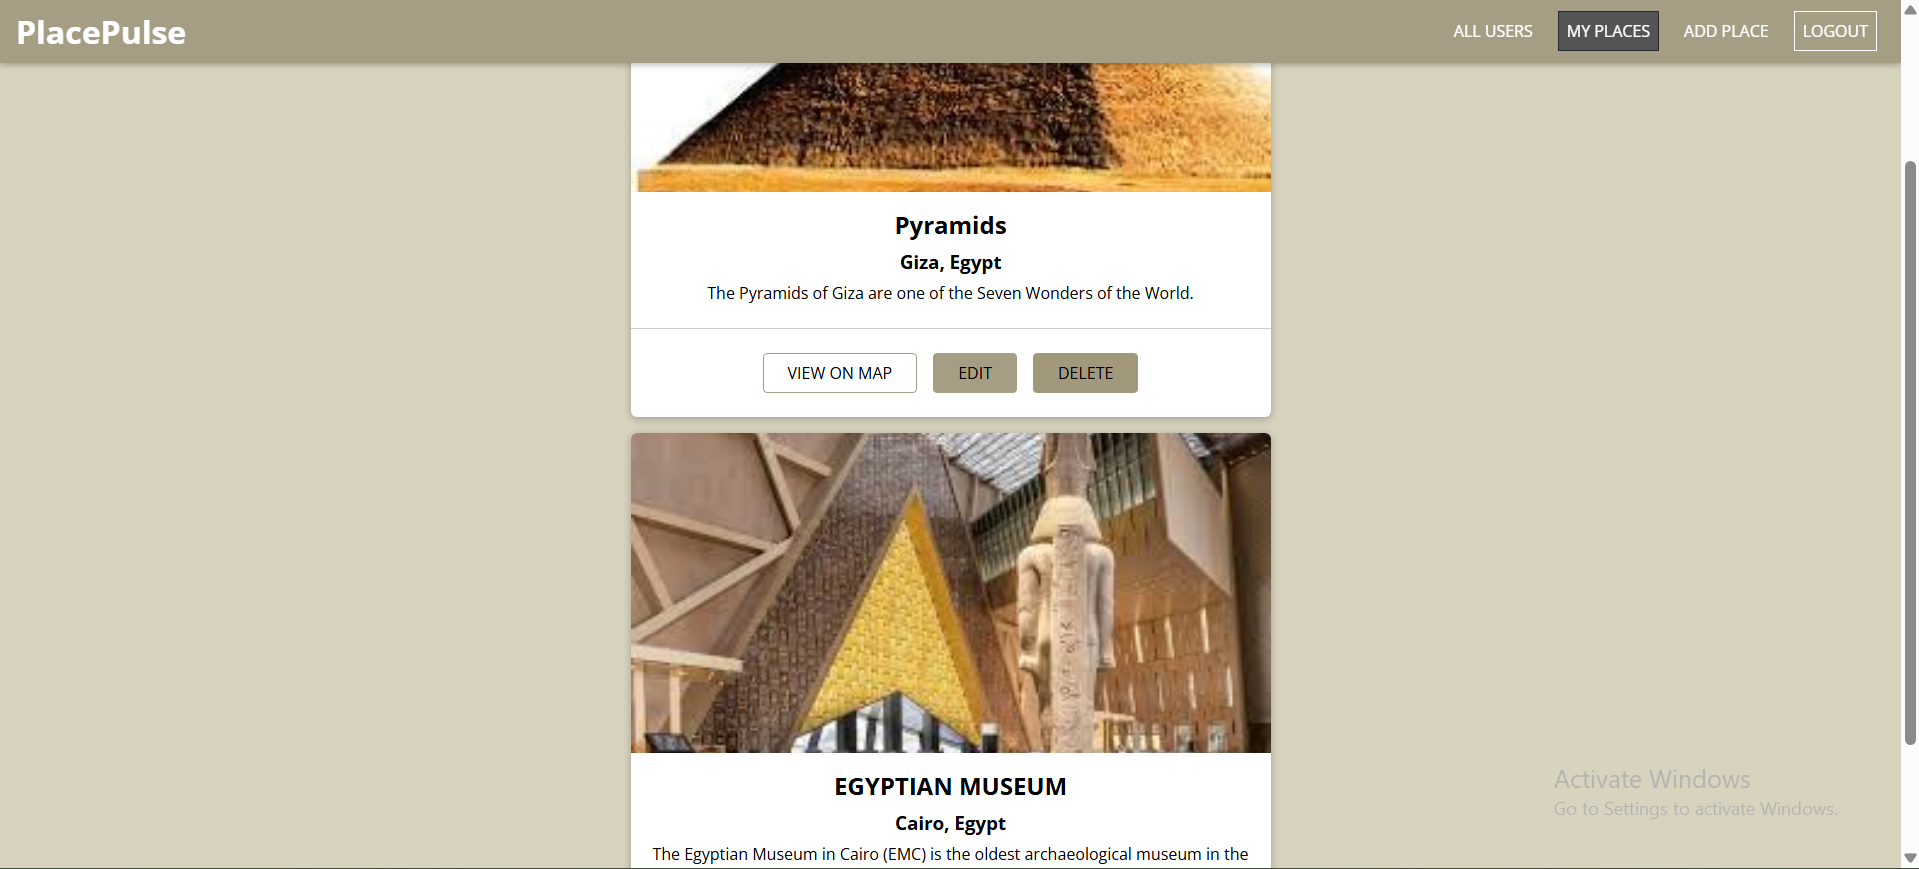 PlacePulse
ALL USERS
MY PLACES
ADD PLACE
LOGOUT
Pyramids
Giza, Egypt
The Pyramids of Giza are one of the Seven Wonders of the World.
VIEW ON MAP
EDIT
DELETE
EGYPTIAN MUSEUM
Cairo, Egypt
The Egyptian Museum in Cairo (EMC) is the oldest archaeological museum in the
Activate Windows
Go to Settings to activate Windows.